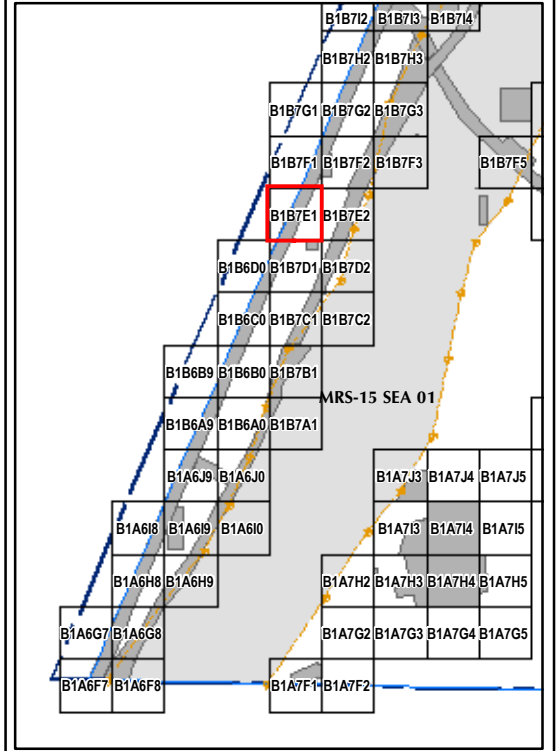 B1B7I2 B1B7I3 B1B7I4
B1B7H2 B1B7H3
B1B7G1 B1B7G2 B1B7G3
B1B7F1 B1B7F2 B1B7F3 B1B7F5
B1B7E1 B1B7E2
B1B6D0 B1B7D1 B1B7D2
B1B6C0 B1B7C1 B1B7C2
B1B6B9 B1B6B0 B1B7B1
MRS-15 SEA 01
B1B6A9 B1B6A0 B1B7A1
B1A6J9 B1A6J0 B1A7J3 B1A7J4 B1A7J5
B1A6I8 B1A6I9 B1A6I0 B1A7I3 B1A7I4 B1A7I5
B1A6H8 B1A6H9 B1A7H2 B1A7H3 B1A7H4 B1A7H5
B1A6G7 B1A6G8 B1A7G2 B1A7G3 B1A7G4 B1A7G5
B1A6F7 B1A6F8 B1A7F1 B1A7F2